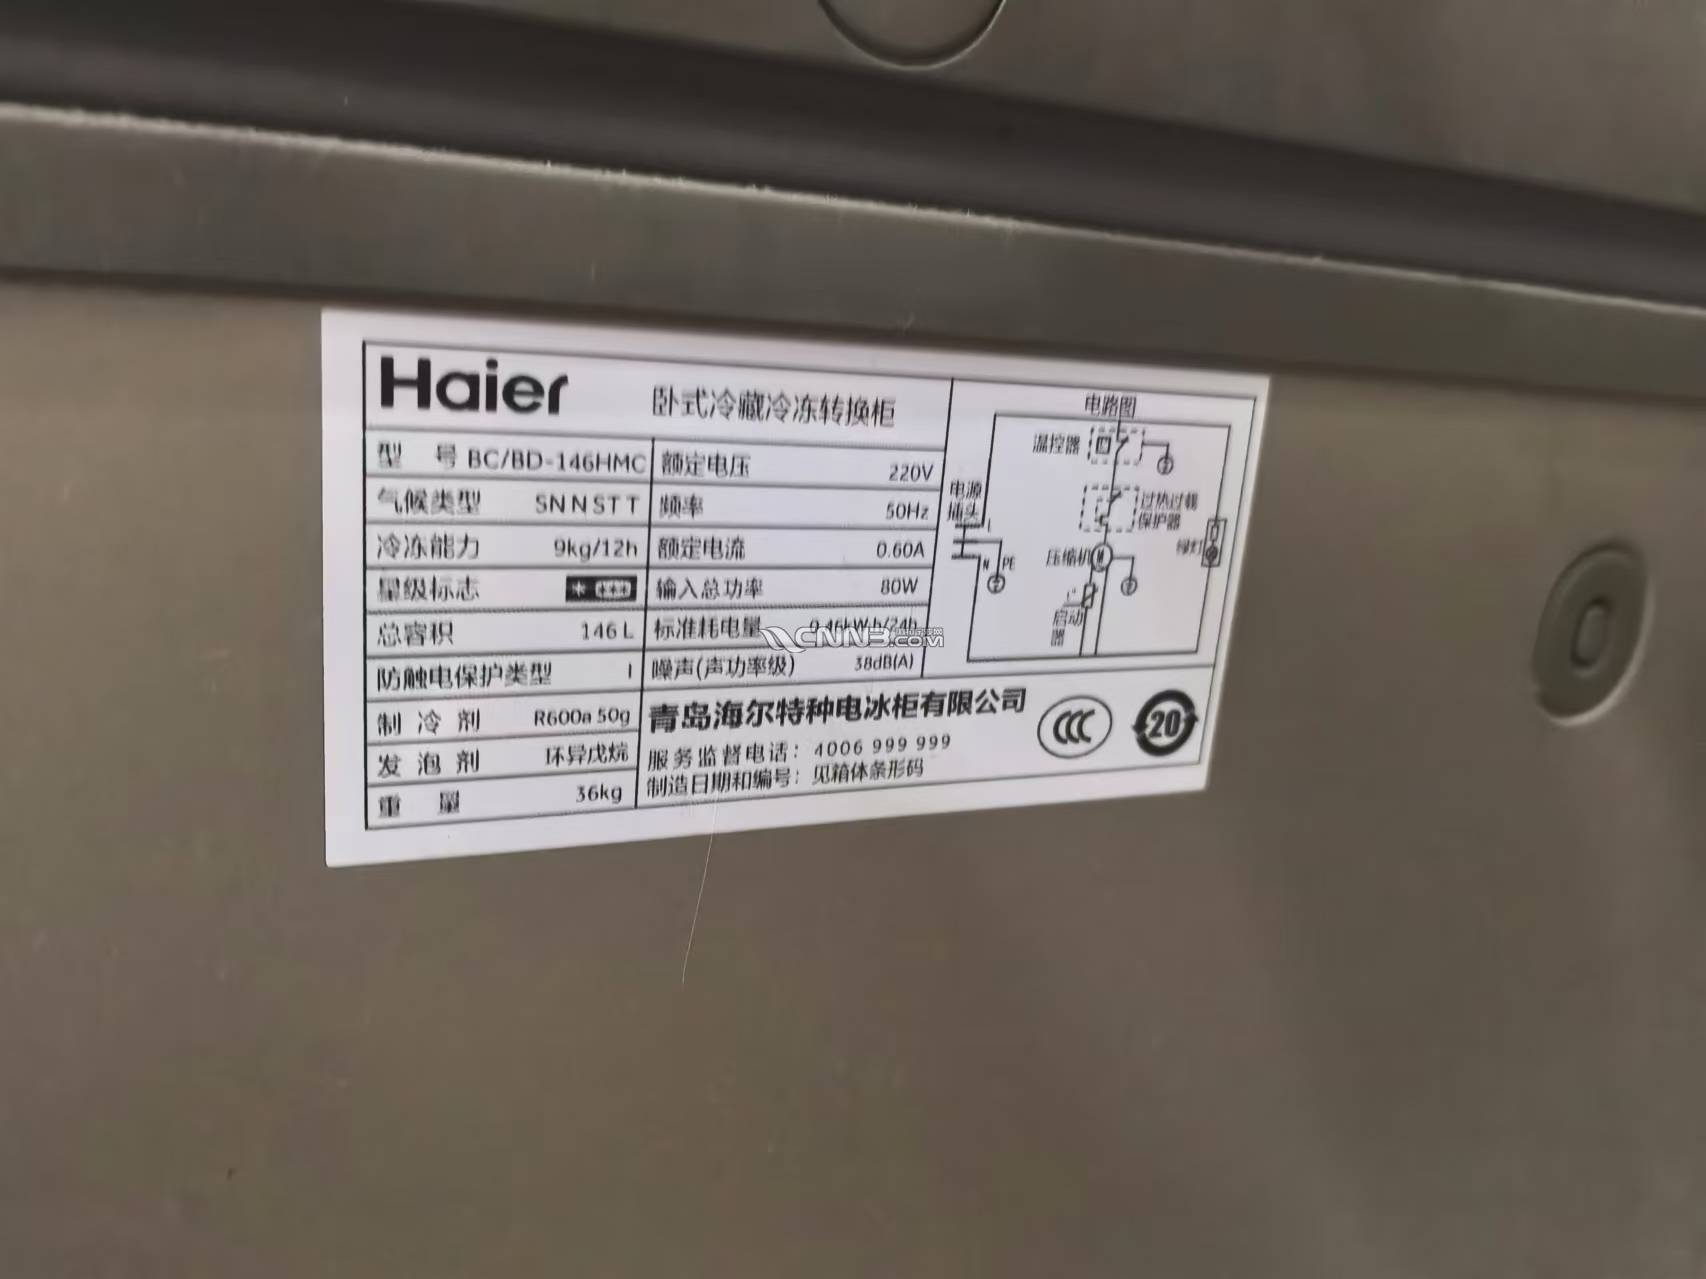 Haier 卧式冷藏冷冻转换柜
型 号 BC/BD-146HMC
气候类型 SN N ST T
冷冻能力 9kg/12h
星级标志
总容积 146 L
防触电保护类型 I
制冷剂 R600a 50g
发泡剂 环异戊烷
重 量 36kg
额定电压 220V
频率 50Hz
额定电流 0.60A
输入总功率 80W
标准耗电量 0.46kW·h/24h
噪声(声功率级) 38dB(A)
青岛海尔特种电冰柜有限公司
服务监督电话：4006 999 999
制造日期和编号：见箱体条形码
电路图
温控器
电源插头
L
N
PE
过热过载保护器
压缩机
M
启动器
绿灯
CCC
20
CNNB.COM